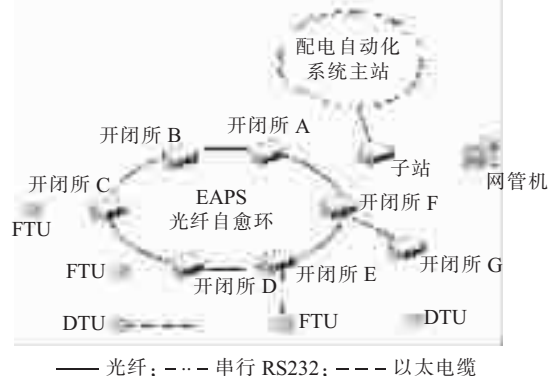 配电自动化
系统主站
开闭所 B
开闭所 A
子站
网管机
开闭所 C
EAPS
光纤自愈环
开闭所 F
FTU
FTU
开闭所 D
开闭所 E
开闭所 G
DTU
FTU
DTU
—— 光纤；-··- 串行 RS232；--- 以太电缆